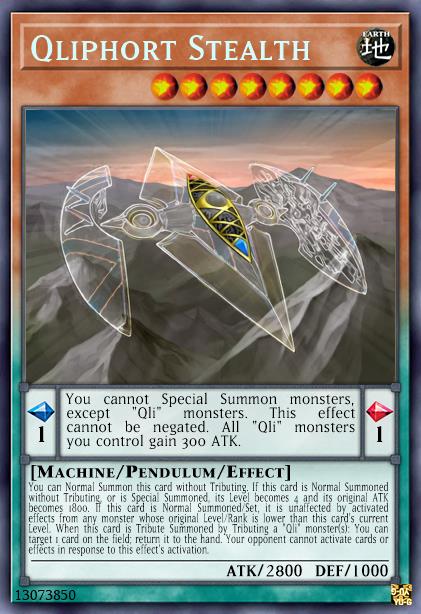 QLIPHORT STEALTH
EARTH
地
You cannot Special Summon monsters,
except "Qli" monsters. This effect
cannot be negated. All "Qli" monsters
you control gain 300 ATK.
1
1
[MACHINE/PENDULUM/EFFECT]
You can Normal Summon this card without Tributing. If this card is Normal Summoned
without Tributing, or is Special Summoned, its Level becomes 4 and its original ATK
becomes 1800. If this card is Normal Summoned/Set, it is unaffected by activated
effects from any monster whose original Level/Rank is lower than this card's current
Level. When this card is Tribute Summoned by Tributing a "Qli" monster(s): You can
target 1 card on the field; return it to the hand. Your opponent cannot activate cards or
effects in response to this effect's activation.
ATK/2800 DEF/1000
13073850